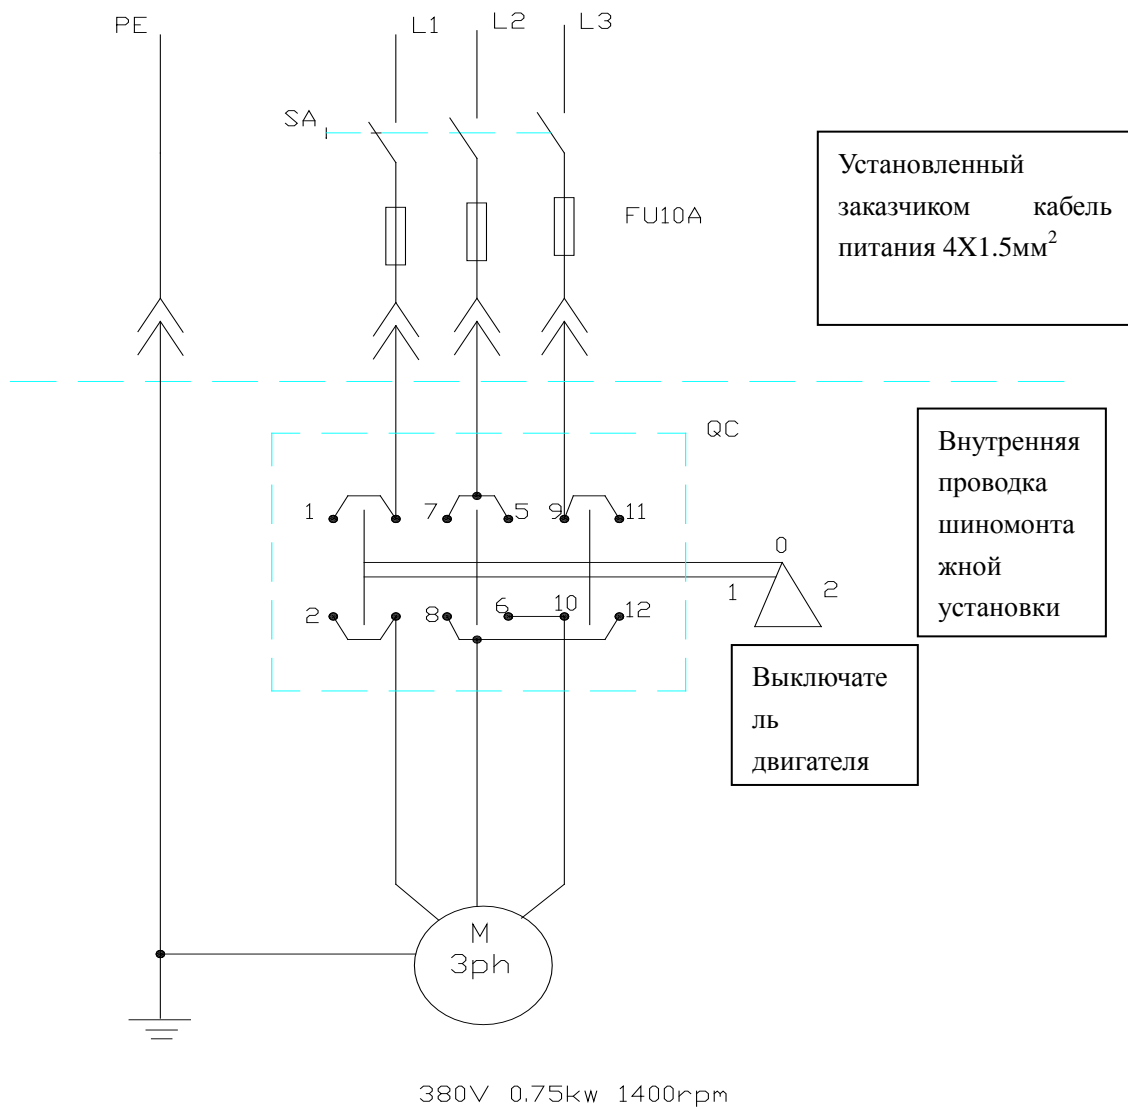 PE
L1
L2
L3
SA
FU10A
Установленный
заказчиком кабель
питания 4X1.5мм²
QC
Внутренняя
проводка
шиномонта
жной
установки
1
7
5
9
11
0
1
2
2
8
6
10
12
Выключате
ль
двигателя
M
3ph
380V 0.75kw 1400rpm